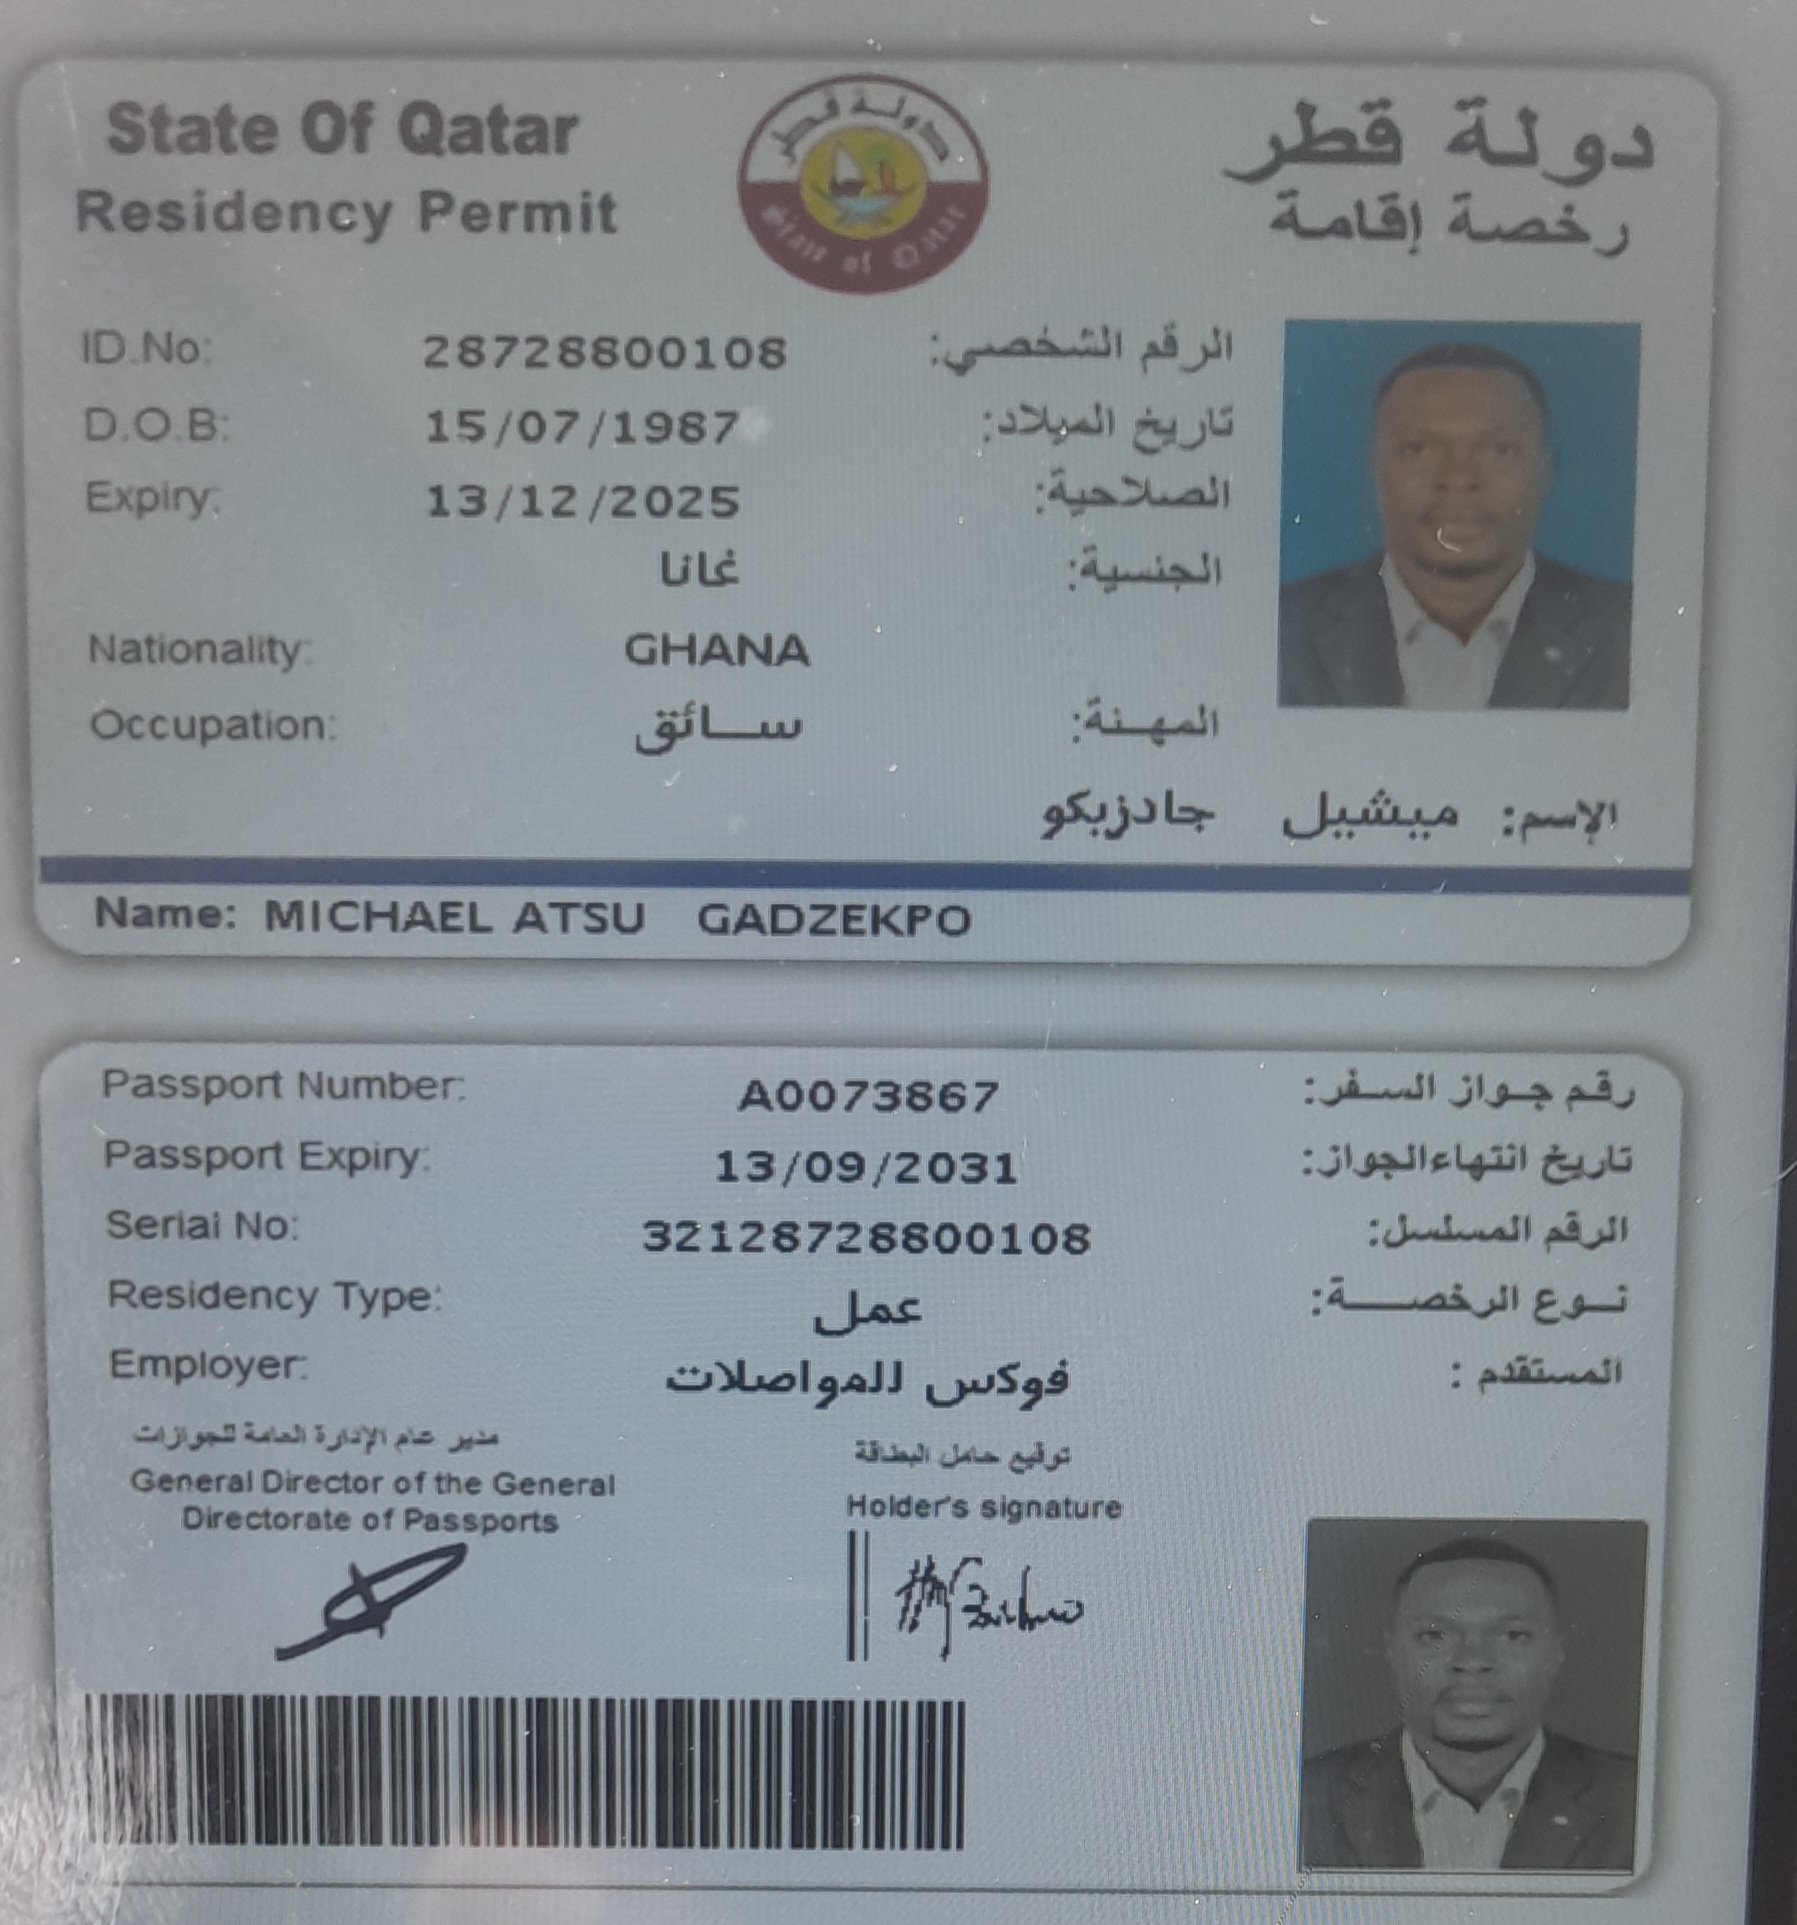 State Of Qatar
دولة قطر
Residency Permit
رخصة إقامة
دولة قطر
State of Qatar
ID.No: 28728800108 الرقم الشخصي:
D.O.B: 15/07/1987 تاريخ الميلاد:
Expiry: 13/12/2025 الصلاحية:
غانا الجنسية:
Nationality: GHANA
Occupation: سائق المهنة:
الإسم: ميشيل جادزيكو
Name: MICHAEL ATSU GADZEKPO
Passport Number: A0073867 رقم جواز السفر:
Passport Expiry: 13/09/2031 تاريخ انتهاءالجواز:
Serial No: 32128728800108 الرقم المسلسل:
Residency Type: عمل نوع الرخصة:
Employer: فوكس للمواصلات المستقدم :
مدير عام الإدارة العامة للجوازات
General Director of the General
Directorate of Passports
توقيع حامل البطاقة
Holder's signature